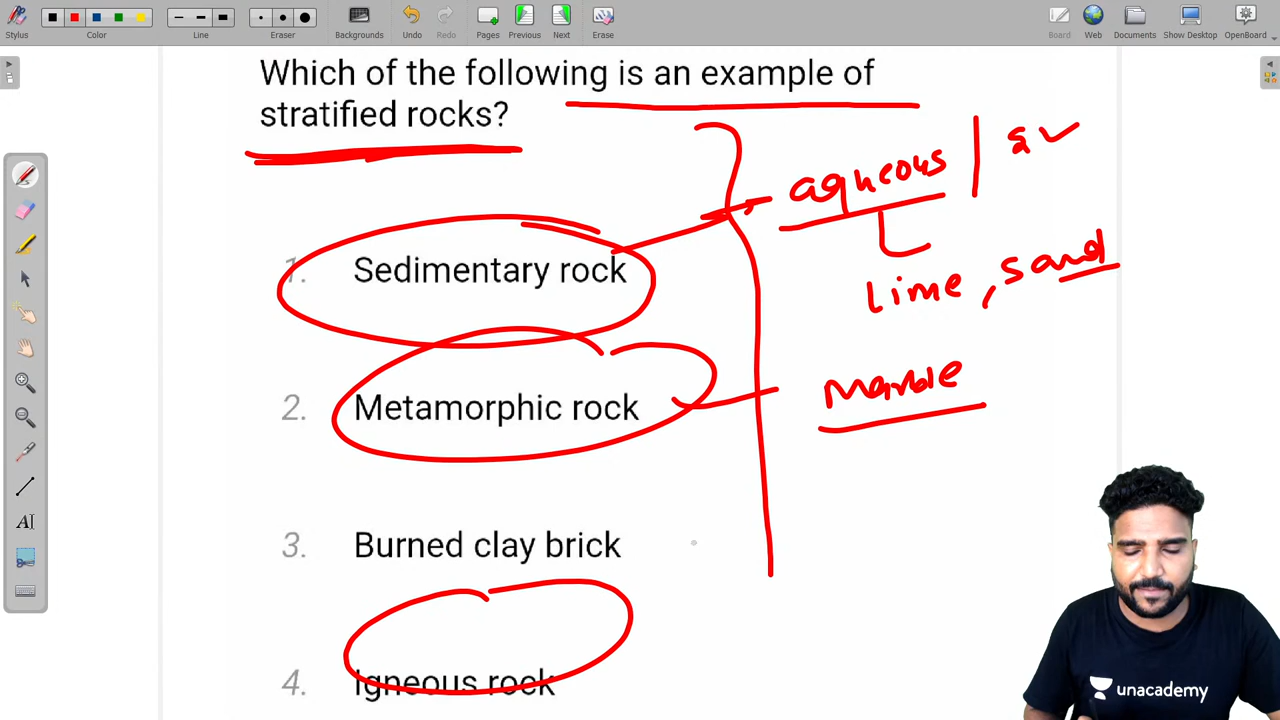 Stylus
Color
Line
Eraser
Backgrounds
Undo
Redo
Pages
Previous
Next
Erase
Board
Web
Documents
Show Desktop
OpenBoard
Which of the following is an example of
stratified rocks?
aqneous
1. Sedimentary rock
lime, sand
2. Metamorphic rock
Marble
3. Burned clay brick
4. Igneous rock
AI
unacademy